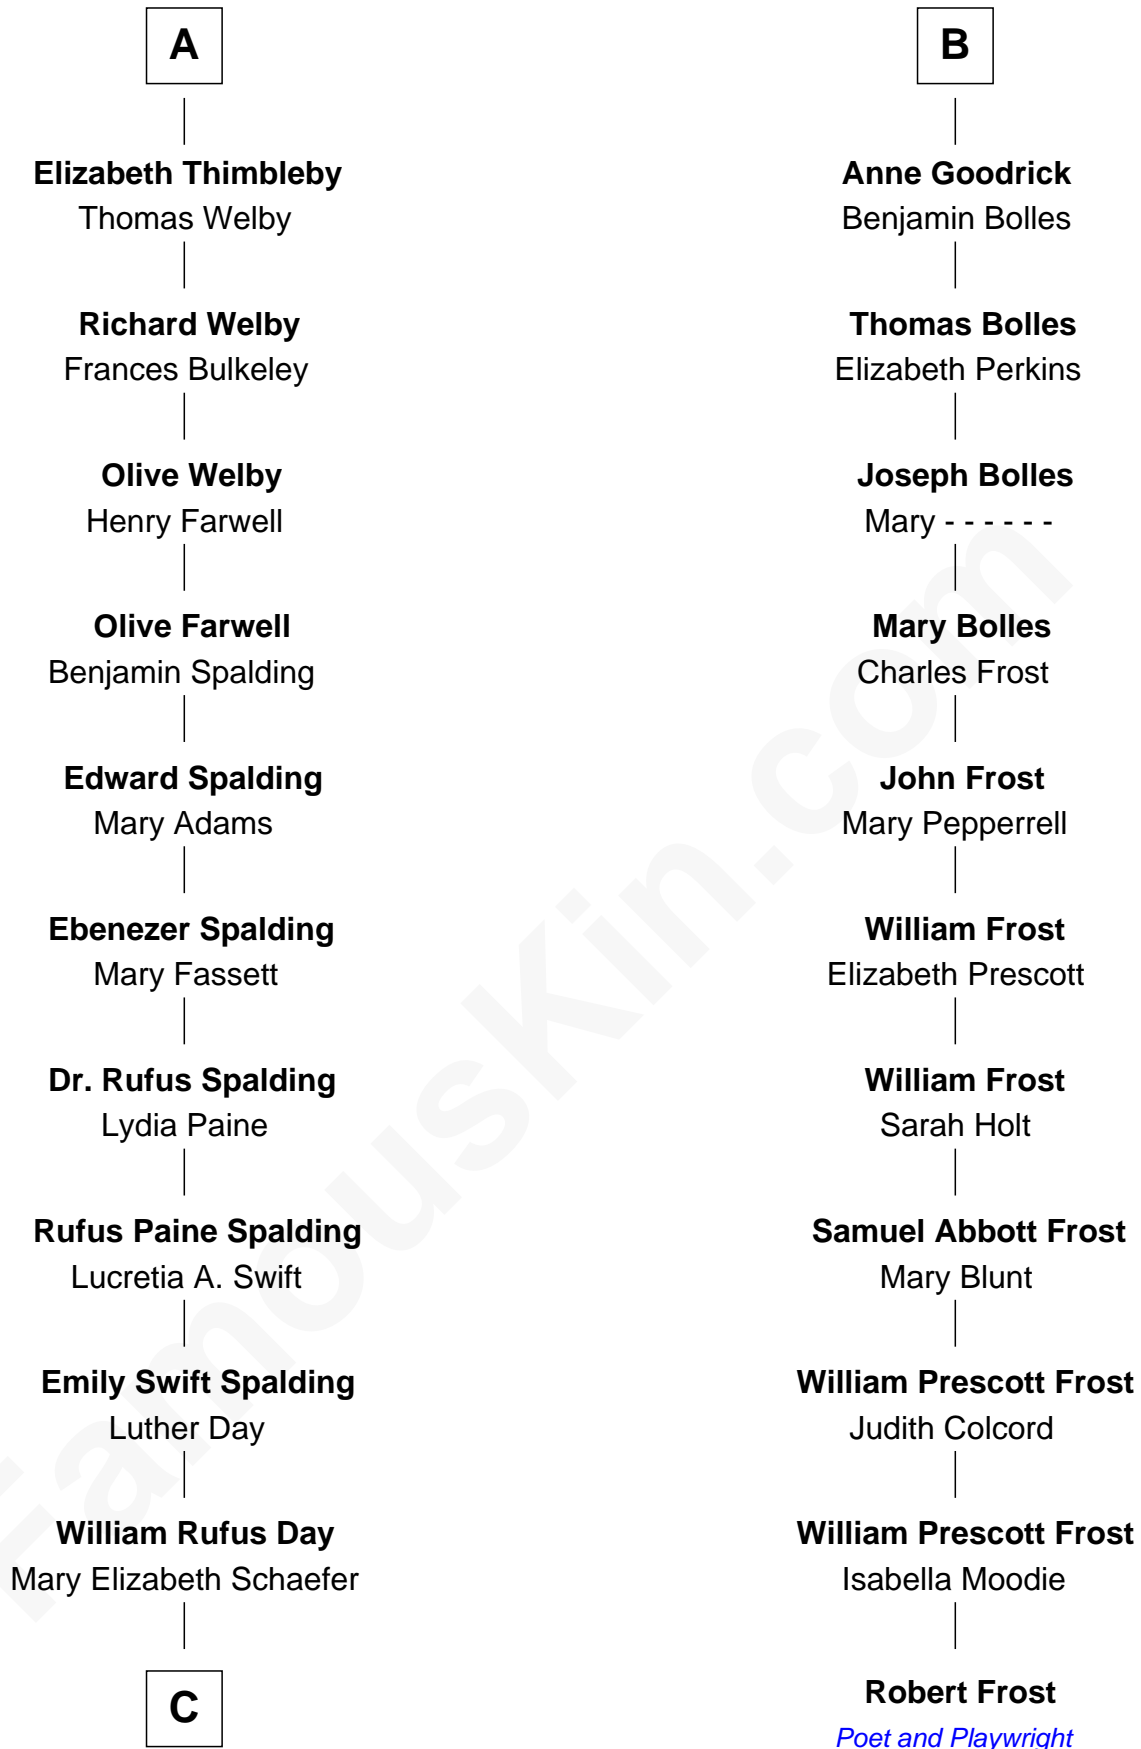 A
Elizabeth Thimbleby
Thomas Welby
Richard Welby
Frances Bulkeley
Olive Welby
Henry Farwell
Olive Farwell
Benjamin Spalding
Edward Spalding
Mary Adams
Ebenezer Spalding
Mary Fassett
Dr. Rufus Spalding
Lydia Paine
Rufus Paine Spalding
Lucretia A. Swift
Emily Swift Spalding
Luther Day
William Rufus Day
Mary Elizabeth Schaefer
C
B
Anne Goodrick
Benjamin Bolles
Thomas Bolles
Elizabeth Perkins
Joseph Bolles
Mary - - - - - -
Mary Bolles
Charles Frost
John Frost
Mary Pepperrell
William Frost
Elizabeth Prescott
William Frost
Sarah Holt
Samuel Abbott Frost
Mary Blunt
William Prescott Frost
Judith Colcord
William Prescott Frost
Isabella Moodie
Robert Frost
Poet and Playwright
FamousKin.com